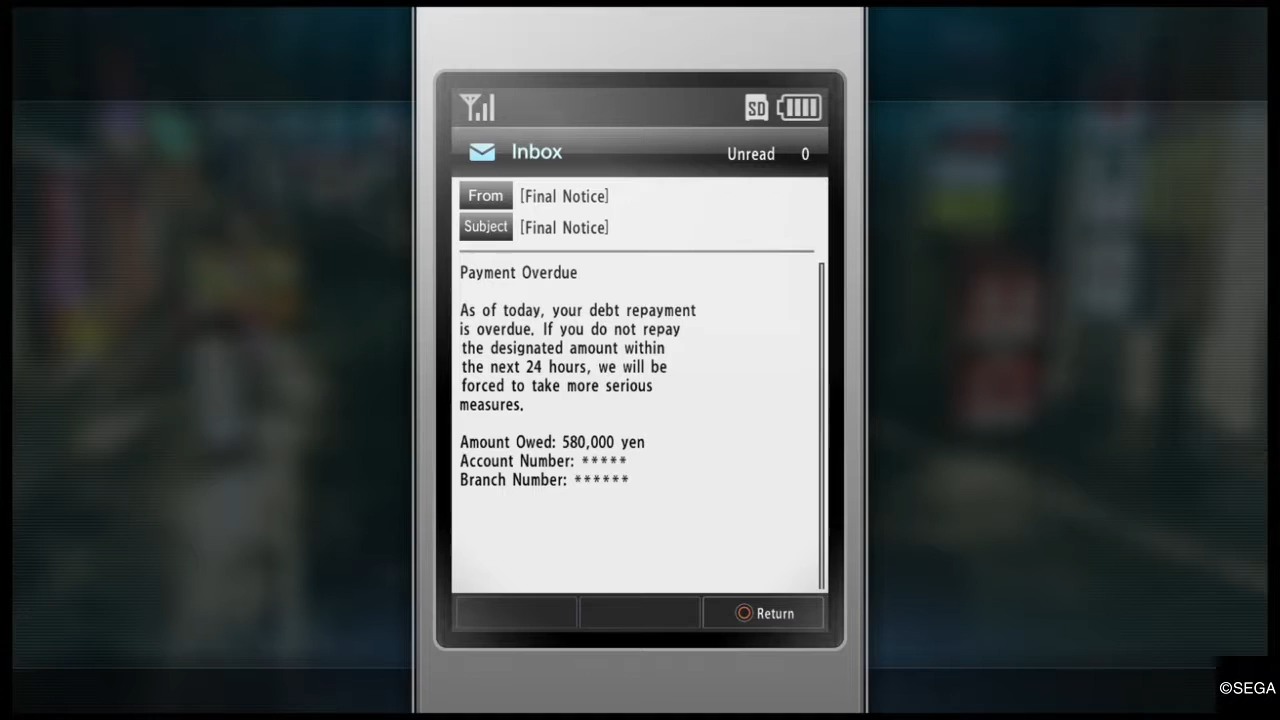 SD
Inbox
Unread 0
From [Final Notice]
Subject [Final Notice]
Payment Overdue
As of today, your debt repayment
is overdue. If you do not repay
the designated amount within
the next 24 hours, we will be
forced to take more serious
measures.
Amount Owed: 580,000 yen
Account Number: *****
Branch Number: ******
Return
©SEGA